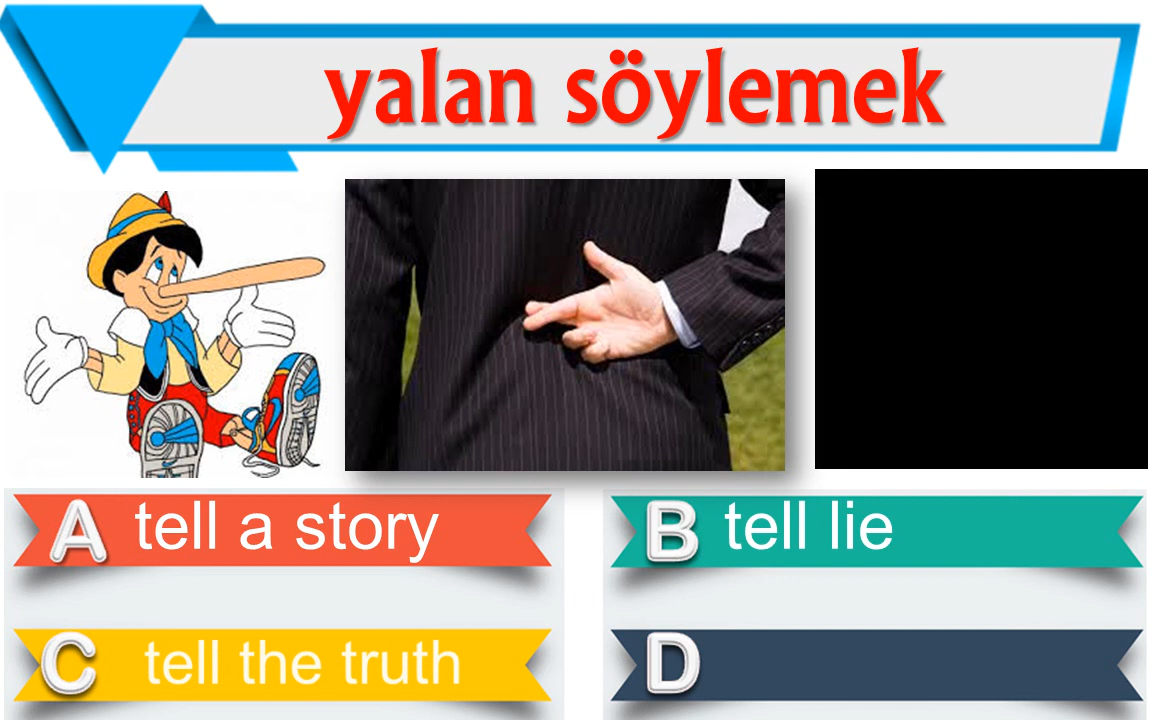 yalan söylemek
A tell a story
B tell lie
C tell the truth
D